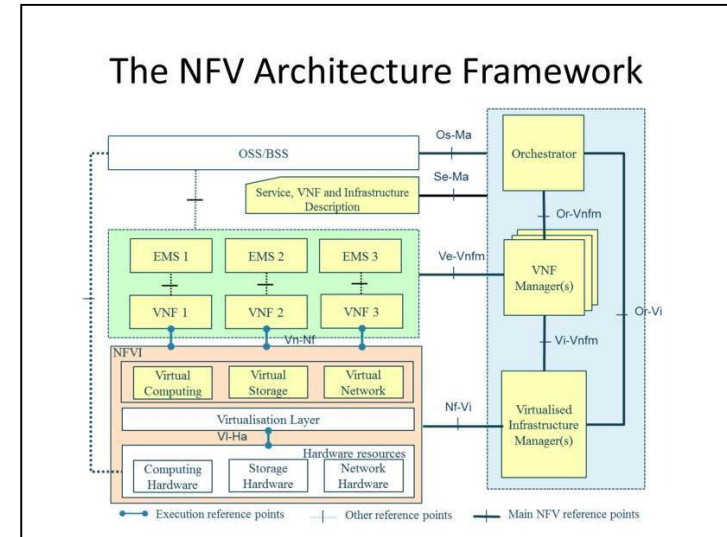 The NFV Architecture Framework
Os-Ma
OSS/BSS
Orchestrator
Se-Ma
Service, VNF and Infrastructure
Description
Or-Vnfm
EMS 1
EMS 2
EMS 3
Ve-Vnfm
VNF
Manager(s)
VNF 1
VNF 2
VNF 3
Or-Vi
Vn-Nf
NFVI
Vi-Vnfm
Virtual
Computing
Virtual
Storage
Virtual
Network
Nf-Vi
Virtualised
Infrastructure
Manager(s)
Virtualisation Layer
Vl-Ha
Hardware resources
Computing
Hardware
Storage
Hardware
Network
Hardware
Execution reference points
Other reference points
Main NFV reference points